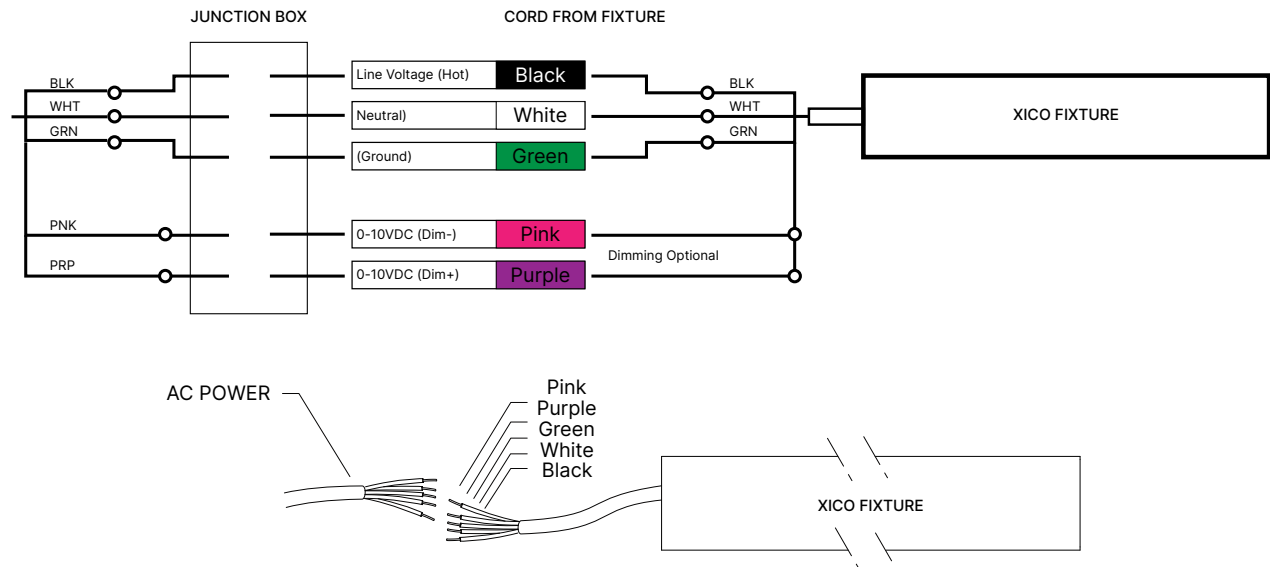 JUNCTION BOX
CORD FROM FIXTURE
BLK
WHT
GRN
PNK
PRP
Line Voltage (Hot) Black
Neutral) White
(Ground) Green
0-10VDC (Dim-) Pink
0-10VDC (Dim+) Purple
Dimming Optional
BLK
WHT
GRN
XICO FIXTURE
AC POWER
Pink
Purple
Green
White
Black
XICO FIXTURE